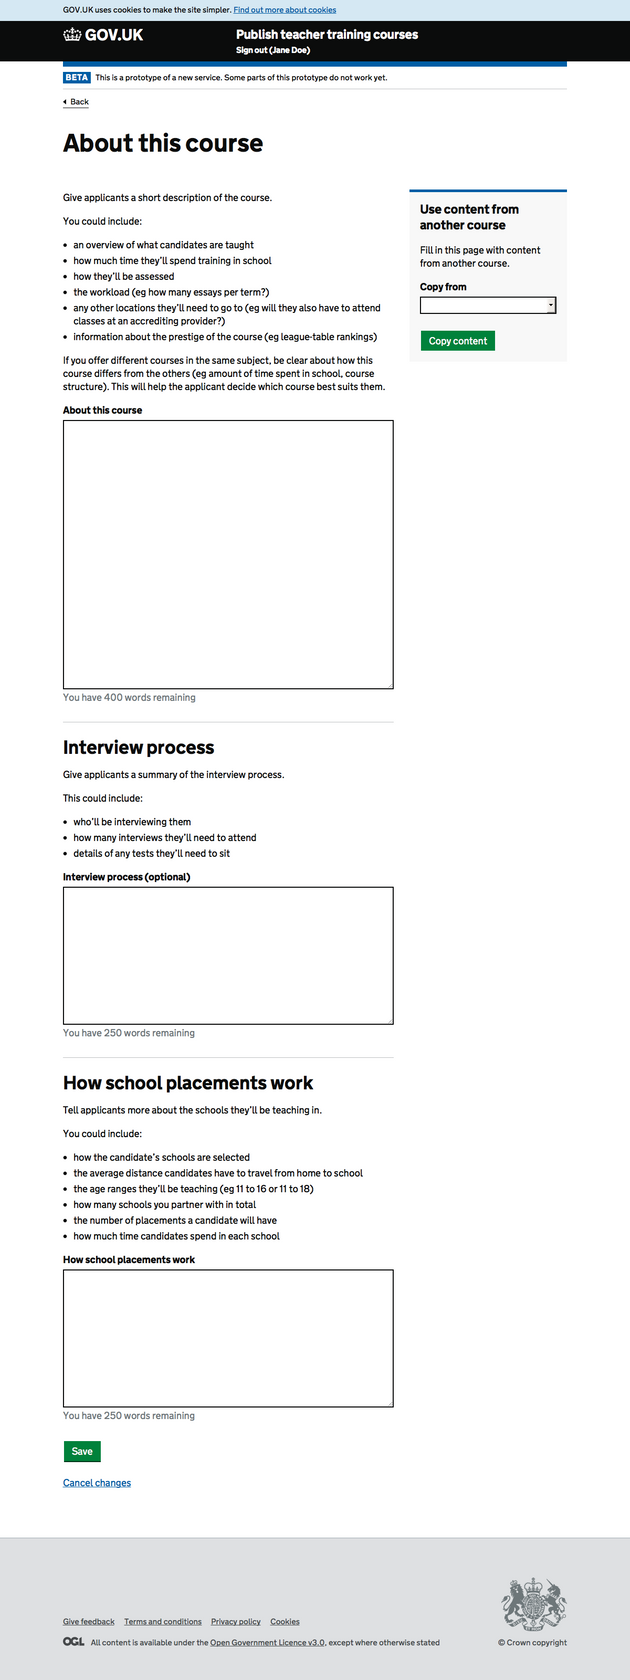 GOV.UK uses cookies to make the site simpler. Find out more about cookies
GOV.UK
Publish teacher training courses
Sign out (Jane Doe)
BETA This is a prototype of a new service. Some parts of this prototype do not work yet.
Back
About this course
Give applicants a short description of the course.
You could include:
• an overview of what candidates are taught
• how much time they’ll spend training in school
• how they’ll be assessed
• the workload (eg how many essays per term?)
• any other locations they’ll need to go to (eg will they also have to attend
classes at an accrediting provider?)
• information about the prestige of the course (eg league-table rankings)
If you offer different courses in the same subject, be clear about how this
course differs from the others (eg amount of time spent in school, course
structure). This will help the applicant decide which course best suits them.
About this course
You have 400 words remaining
Use content from
another course
Fill in this page with content
from another course.
Copy from
Copy content
Interview process
Give applicants a summary of the interview process.
This could include:
• who’ll be interviewing them
• how many interviews they’ll need to attend
• details of any tests they’ll need to sit
Interview process (optional)
You have 250 words remaining
How school placements work
Tell applicants more about the schools they’ll be teaching in.
You could include:
• how the candidate’s schools are selected
• the average distance candidates have to travel from home to school
• the age ranges they’ll be teaching (eg 11 to 16 or 11 to 18)
• how many schools you partner with in total
• the number of placements a candidate will have
• how much time candidates spend in each school
How school placements work
You have 250 words remaining
Save
Cancel changes
Give feedback Terms and conditions Privacy policy Cookies
OGL All content is available under the Open Government Licence v3.0, except where otherwise stated
© Crown copyright